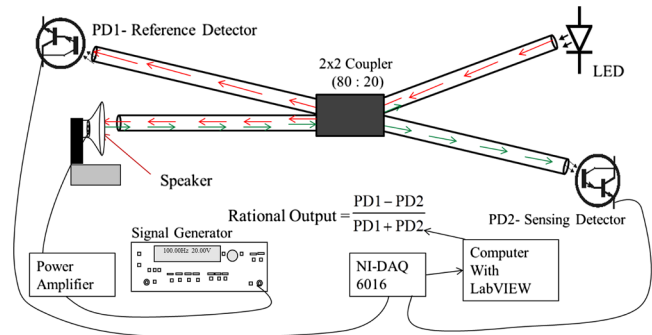 PD1- Reference Detector
2x2 Coupler
(80 : 20)
LED
Speaker
Rational Output = PD1 − PD2
PD1 + PD2
PD2- Sensing Detector
Signal Generator
100.00Hz 20.00V
Power
Amplifier
NI-DAQ
6016
Computer
With
LabVIEW